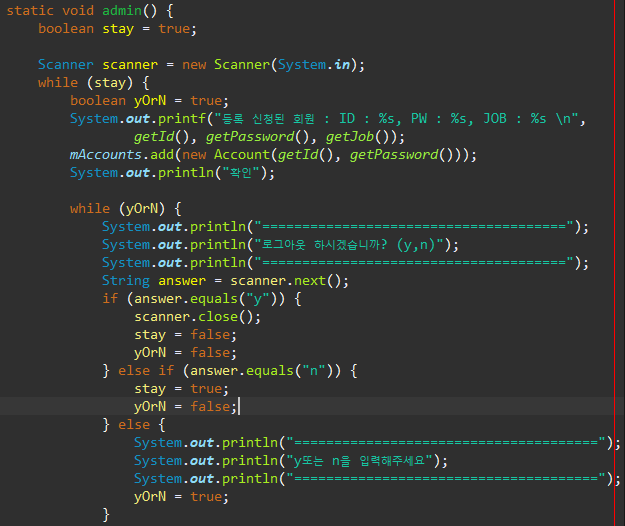 static void admin() {
    boolean stay = true;

    Scanner scanner = new Scanner(System.in);
    while (stay) {
        boolean yOrN = true;
        System.out.printf("등록 신청된 회원 : ID : %s, PW : %s, JOB : %s \n",
                getId(), getPassword(), getJob());
        mAccounts.add(new Account(getId(), getPassword()));
        System.out.println("확인");

        while (yOrN) {
            System.out.println("======================================");
            System.out.println("로그아웃 하시겠습니까? (y,n)");
            System.out.println("======================================");
            String answer = scanner.next();
            if (answer.equals("y")) {
                scanner.close();
                stay = false;
                yOrN = false;
            } else if (answer.equals("n")) {
                stay = true;
                yOrN = false;
            } else {
                System.out.println("======================================");
                System.out.println("y또는 n을 입력해주세요");
                System.out.println("======================================");
                yOrN = true;
            }